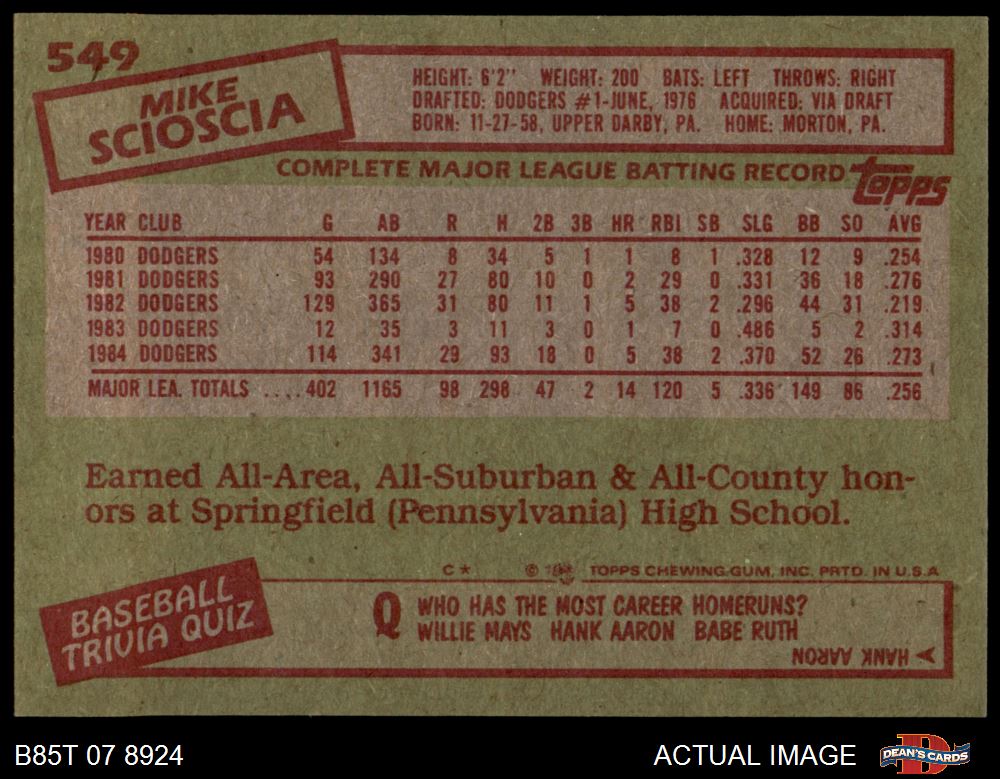 549
MIKE
SCIOSCIA
HEIGHT: 6'2" WEIGHT: 200 BATS: LEFT THROWS: RIGHT
DRAFTED: DODGERS #1-JUNE, 1976 ACQUIRED: VIA DRAFT
BORN: 11-27-58, UPPER DARBY, PA. HOME: MORTON, PA.
COMPLETE MAJOR LEAGUE BATTING RECORD topps
YEAR CLUB G AB R H 2B 3B HR RBI SB SLG BB SO AVG
1980 DODGERS 54 134 8 34 5 1 1 8 1 .328 12 9 .254
1981 DODGERS 93 290 27 80 10 0 2 29 0 .331 36 18 .276
1982 DODGERS 129 365 31 80 11 1 5 38 2 .296 44 31 .219
1983 DODGERS 12 35 3 11 3 0 1 7 0 .486 5 2 .314
1984 DODGERS 114 341 29 93 18 0 5 38 2 .370 52 26 .273
MAJOR LEA. TOTALS .... 402 1165 98 298 47 2 14 120 5 .336 149 86 .256
Earned All-Area, All-Suburban & All-County hon-
ors at Springfield (Pennsylvania) High School.
C* © TOPPS CHEWING GUM, INC. PRTD. IN U.S.A
BASEBALL
TRIVIA QUIZ
Q WHO HAS THE MOST CAREER HOMERUNS?
WILLIE MAYS HANK AARON BABE RUTH
HANK AARON
B85T 07 8924
ACTUAL IMAGE
DEAN'S CARDS